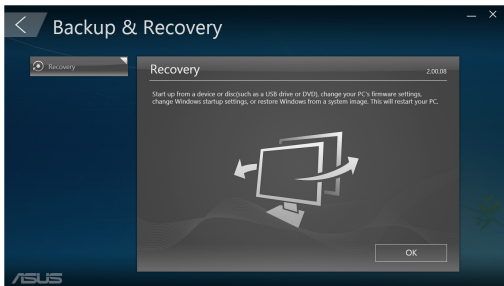 Backup & Recovery
Recovery
Recovery
2.00.08
Start up from a device or disc(such as a USB drive or DVD), change your PC's firmware settings,
change Windows startup settings, or restore Windows from a system image. This will restart your PC.
OK
ASUS